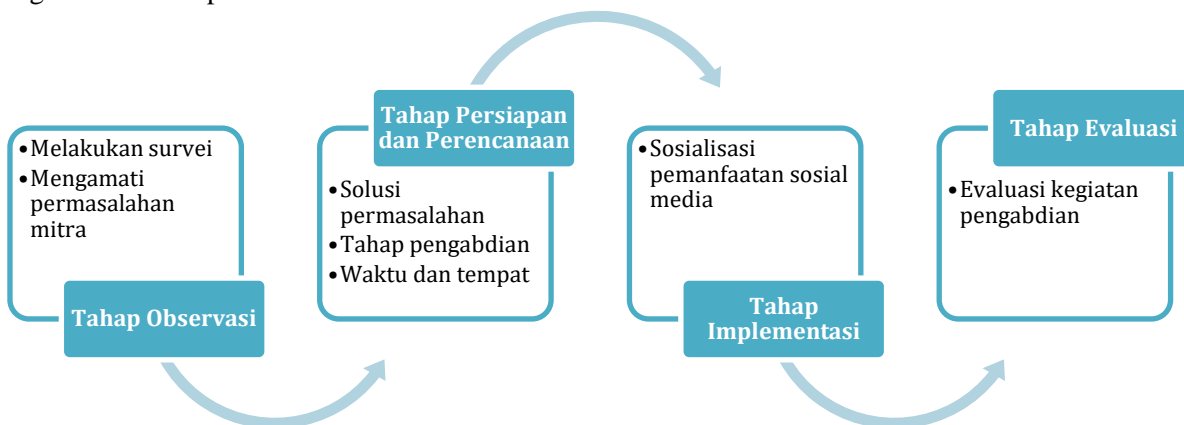 •Melakukan survei
•Mengamati
permasalahan
mitra
Tahap Observasi
Tahap Persiapan
dan Perencanaan
•Solusi
permasalahan
•Tahap pengabdian
•Waktu dan tempat
•Sosialisasi
pemanfaatan sosial
media
Tahap
Implementasi
Tahap Evaluasi
•Evaluasi kegiatan
pengabdian